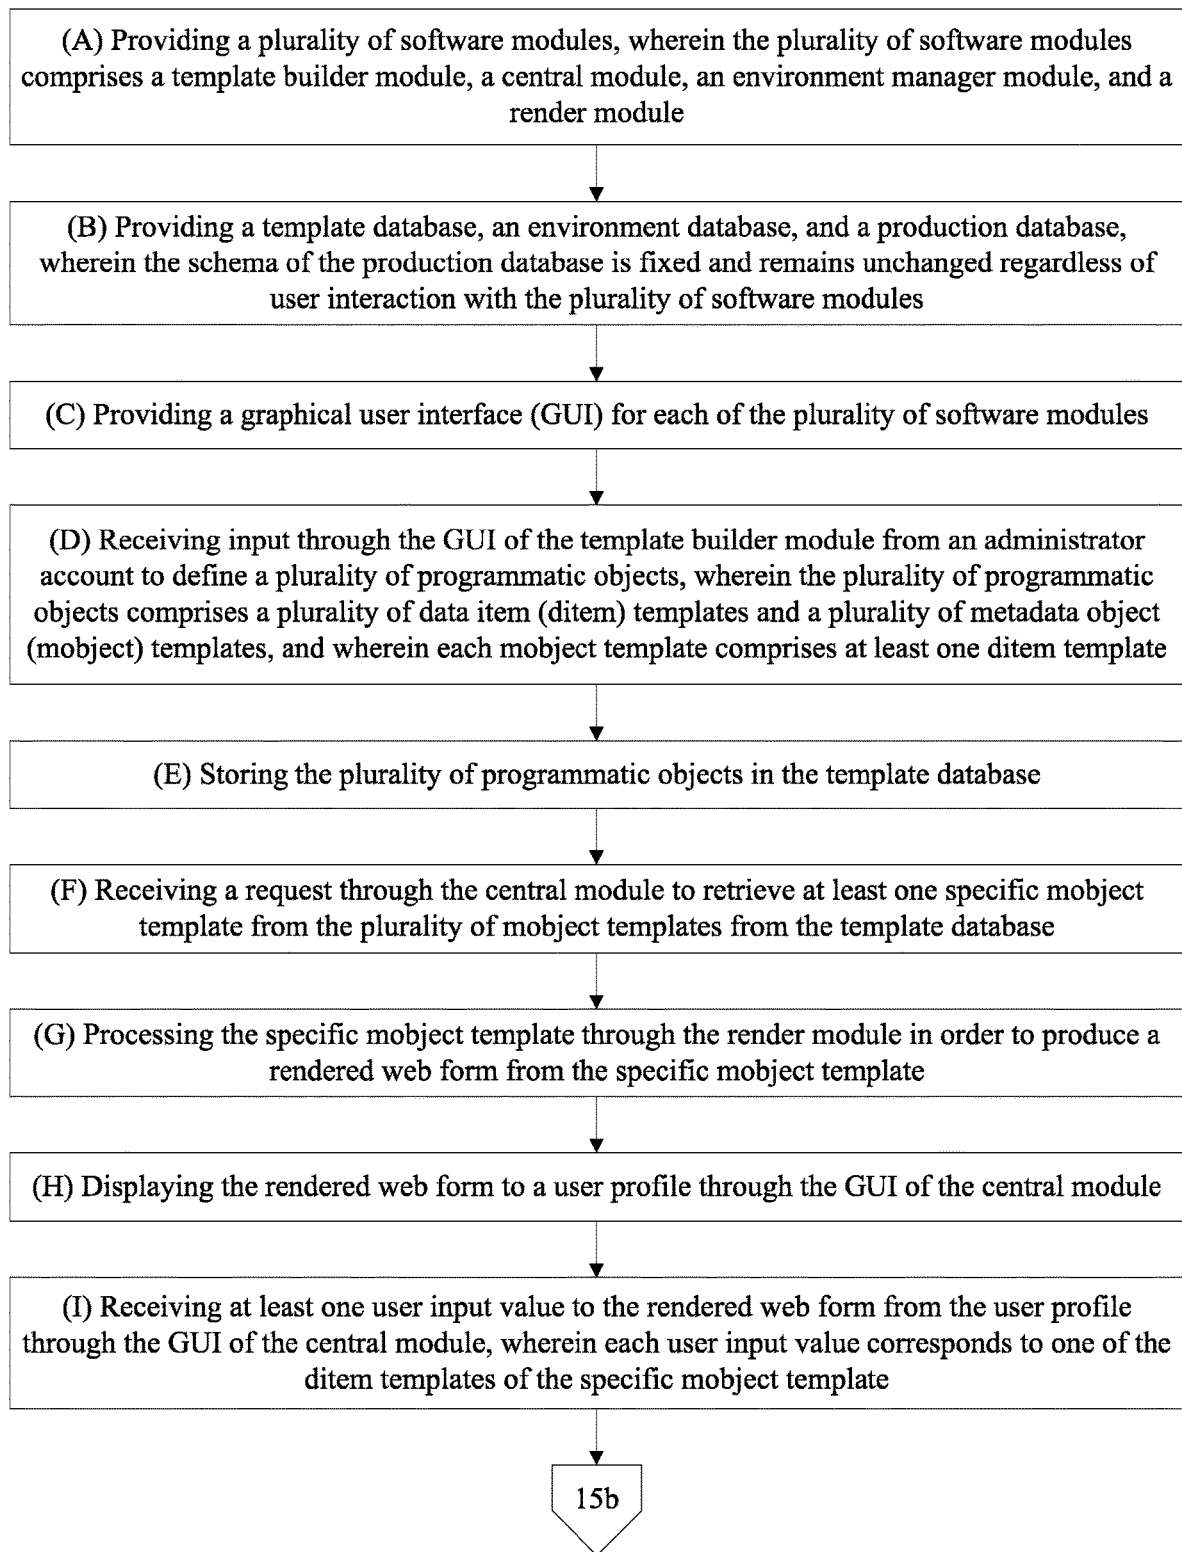 (A) Providing a plurality of software modules, wherein the plurality of software modules
comprises a template builder module, a central module, an environment manager module, and a
render module
(B) Providing a template database, an environment database, and a production database,
wherein the schema of the production database is fixed and remains unchanged regardless of
user interaction with the plurality of software modules
(C) Providing a graphical user interface (GUI) for each of the plurality of software modules
(D) Receiving input through the GUI of the template builder module from an administrator
account to define a plurality of programmatic objects, wherein the plurality of programmatic
objects comprises a plurality of data item (ditem) templates and a plurality of metadata object
(mobject) templates, and wherein each mobject template comprises at least one ditem template
(E) Storing the plurality of programmatic objects in the template database
(F) Receiving a request through the central module to retrieve at least one specific mobject
template from the plurality of mobject templates from the template database
(G) Processing the specific mobject template through the render module in order to produce a
rendered web form from the specific mobject template
(H) Displaying the rendered web form to a user profile through the GUI of the central module
(I) Receiving at least one user input value to the rendered web form from the user profile
through the GUI of the central module, wherein each user input value corresponds to one of the
ditem templates of the specific mobject template
15b